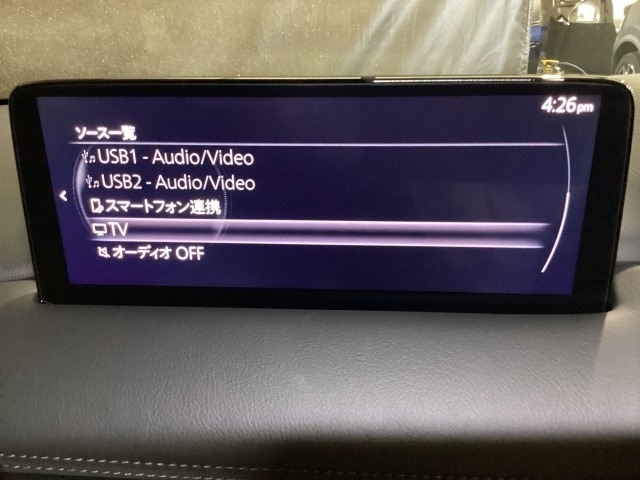 4:26pm
ソース一覧
USB1 - Audio/Video
USB2 - Audio/Video
スマートフォン連携
TV
オーディオ OFF